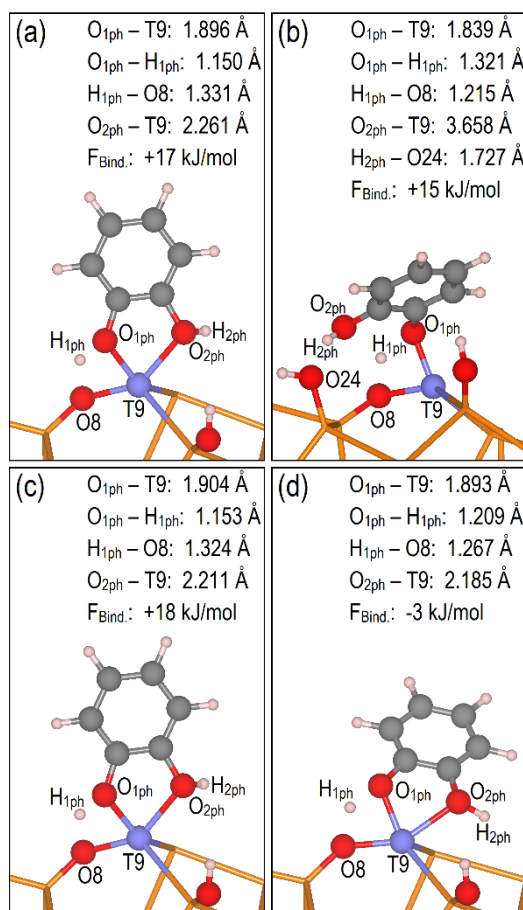 (a)
O1ph – T9: 1.896 Å
O1ph – H1ph: 1.150 Å
H1ph – O8: 1.331 Å
O2ph – T9: 2.261 Å
FBind.: +17 kJ/mol
H1ph
O1ph
H2ph
O2ph
O8
T9
(b)
O1ph – T9: 1.839 Å
O1ph – H1ph: 1.321 Å
H1ph – O8: 1.215 Å
O2ph – T9: 3.658 Å
H2ph – O24: 1.727 Å
FBind.: +15 kJ/mol
O2ph
H2ph
H1ph
O1ph
O24
O8
T9
(c)
O1ph – T9: 1.904 Å
O1ph – H1ph: 1.153 Å
H1ph – O8: 1.324 Å
O2ph – T9: 2.211 Å
FBind.: +18 kJ/mol
H1ph
O1ph
H2ph
O2ph
O8
T9
(d)
O1ph – T9: 1.893 Å
O1ph – H1ph: 1.209 Å
H1ph – O8: 1.267 Å
O2ph – T9: 2.185 Å
FBind.: -3 kJ/mol
H1ph
O1ph
O2ph
H2ph
O8
T9